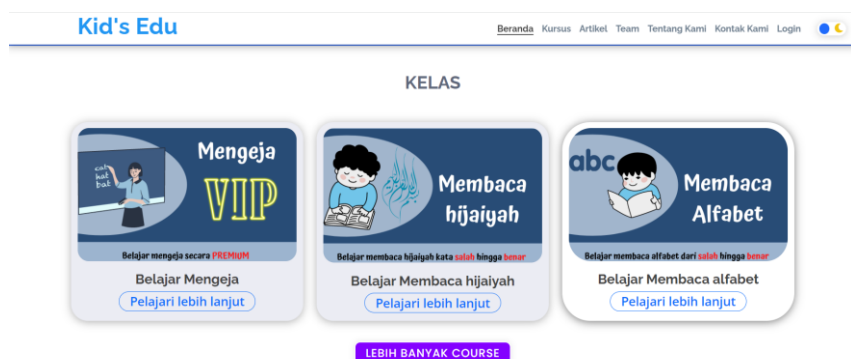 Kid's Edu
Beranda Kursus Artikel Team Tentang Kami Kontak Kami Login
KELAS
cat
hat
bat
Mengeja
VIP
Belajar mengeja secara PREMIUM
Belajar Mengeja
Pelajari lebih lanjut
Membaca
hijaiyah
Belajar membaca hijaiyah kata salah hingga benar
Belajar Membaca hijaiyah
Pelajari lebih lanjut
abc
Membaca
Alfabet
Belajar membaca alfabet dari salah hingga benar
Belajar Membaca alfabet
Pelajari lebih lanjut
LEBIH BANYAK COURSE